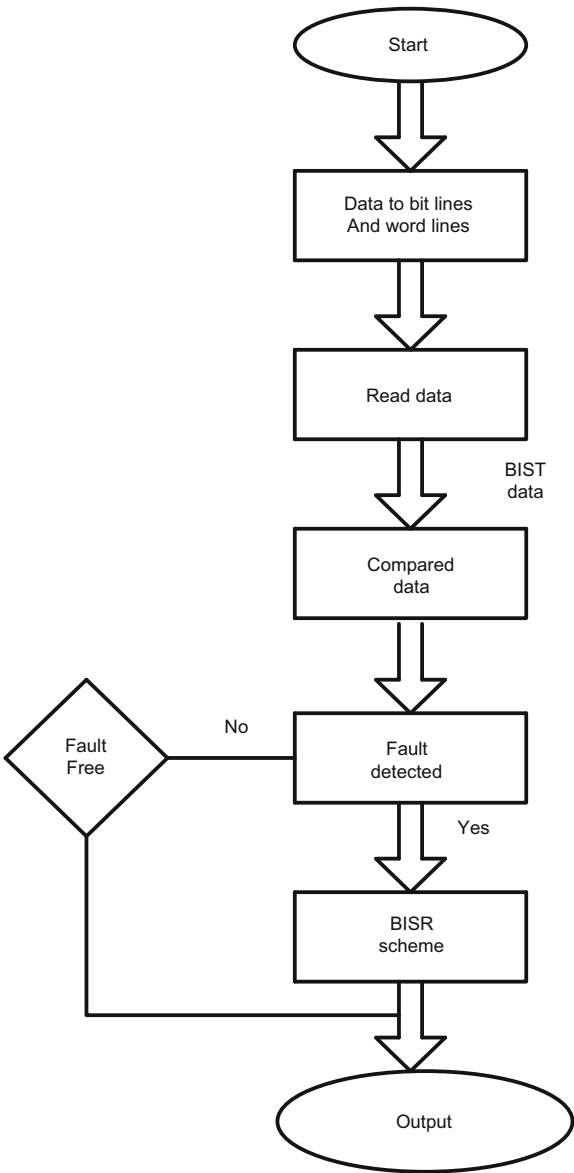 Start
Data to bit lines
And word lines
Read data
BIST
data
Compared
data
No
Fault
Free
Fault
detected
Yes
BISR
scheme
Output